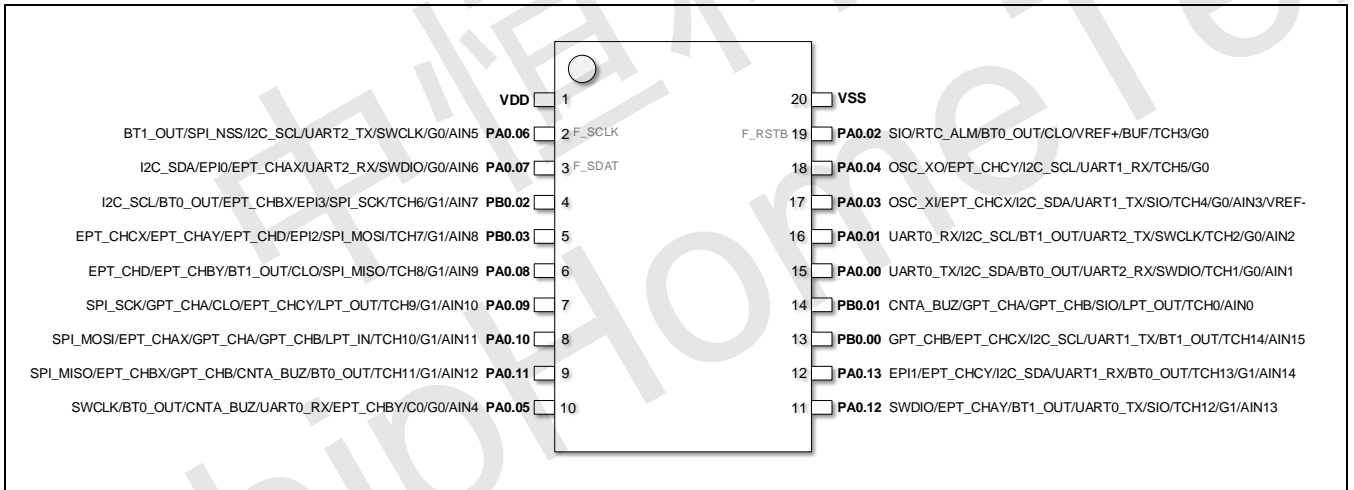 中恒科
ChipHomeTe
VDD 1 20 VSS
BT1_OUT/SPI_NSS/I2C_SCL/UART2_TX/SWCLK/G0/AIN5 PA0.06 2 F_SCLK F_RSTB 19 PA0.02 SIO/RTC_ALM/BT0_OUT/CLO/VREF+/BUF/TCH3/G0
I2C_SDA/EPI0/EPT_CHAX/UART2_RX/SWDIO/G0/AIN6 PA0.07 3 F_SDAT 18 PA0.04 OSC_XO/EPT_CHCY/I2C_SCL/UART1_RX/TCH5/G0
I2C_SCL/BT0_OUT/EPT_CHBX/EPI3/SPI_SCK/TCH6/G1/AIN7 PB0.02 4 17 PA0.03 OSC_XI/EPT_CHCX/I2C_SDA/UART1_TX/SIO/TCH4/G0/AIN3/VREF-
EPT_CHCX/EPT_CHAY/EPT_CHD/EPI2/SPI_MOSI/TCH7/G1/AIN8 PB0.03 5 16 PA0.01 UART0_RX/I2C_SCL/BT1_OUT/UART2_TX/SWCLK/TCH2/G0/AIN2
EPT_CHD/EPT_CHBY/BT1_OUT/CLO/SPI_MISO/TCH8/G1/AIN9 PA0.08 6 15 PA0.00 UART0_TX/I2C_SDA/BT0_OUT/UART2_RX/SWDIO/TCH1/G0/AIN1
SPI_SCK/GPT_CHA/CLO/EPT_CHCY/LPT_OUT/TCH9/G1/AIN10 PA0.09 7 14 PB0.01 CNTA_BUZ/GPT_CHA/GPT_CHB/SIO/LPT_OUT/TCH0/AIN0
SPI_MOSI/EPT_CHAX/GPT_CHA/GPT_CHB/LPT_IN/TCH10/G1/AIN11 PA0.10 8 13 PB0.00 GPT_CHB/EPT_CHCX/I2C_SCL/UART1_TX/BT1_OUT/TCH14/AIN15
SPI_MISO/EPT_CHBX/GPT_CHB/CNTA_BUZ/BT0_OUT/TCH11/G1/AIN12 PA0.11 9 12 PA0.13 EPI1/EPT_CHCY/I2C_SDA/UART1_RX/BT0_OUT/TCH13/G1/AIN14
SWCLK/BT0_OUT/CNTA_BUZ/UART0_RX/EPT_CHBY/C0/G0/AIN4 PA0.05 10 11 PA0.12 SWDIO/EPT_CHAY/BT1_OUT/UART0_TX/SIO/TCH12/G1/AIN13